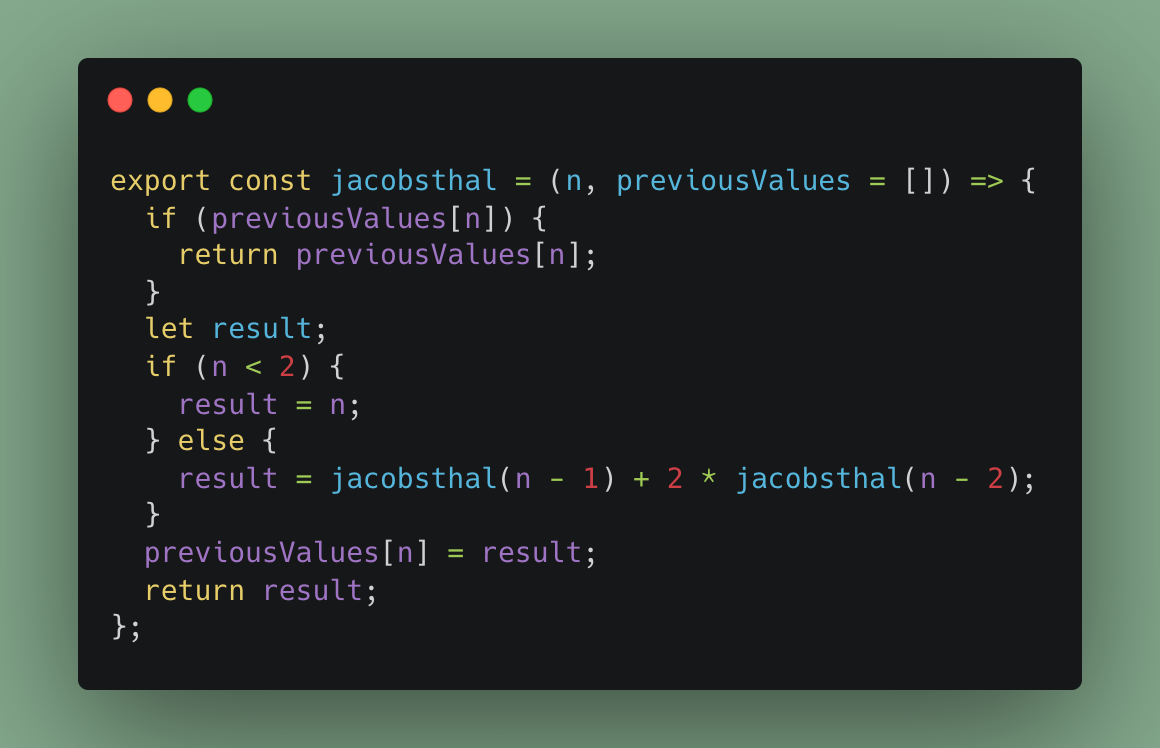 export const jacobsthal = (n, previousValues = []) => {
  if (previousValues[n]) {
    return previousValues[n];
  }
  let result;
  if (n < 2) {
    result = n;
  } else {
    result = jacobsthal(n - 1) + 2 * jacobsthal(n - 2);
  }
  previousValues[n] = result;
  return result;
};